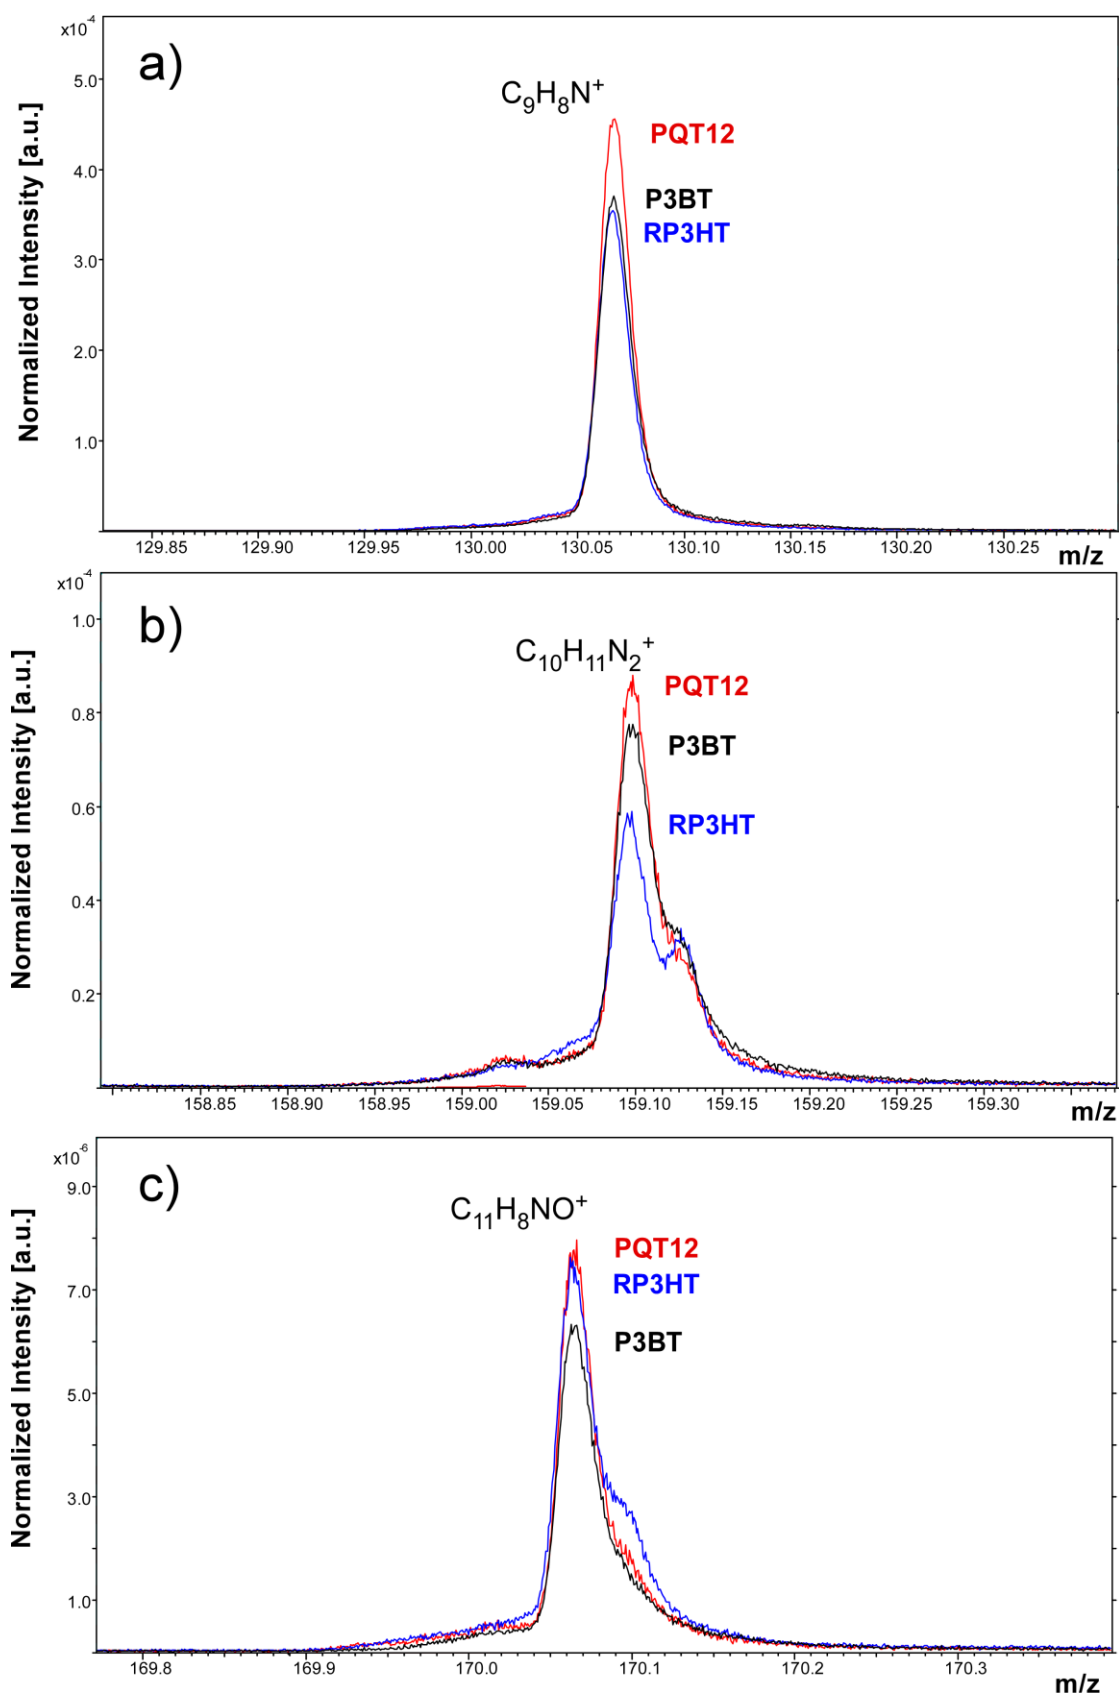 x10⁻⁴
a)
C₉H₈N⁺
PQT12
P3BT
RP3HT
5.0
4.0
3.0
2.0
1.0
Normalized Intensity [a.u.]
129.85 129.90 129.95 130.00 130.05 130.10 130.15 130.20 130.25
m/z
x10⁻⁴
b)
C₁₀H₁₁N₂⁺
PQT12
P3BT
RP3HT
1.0
0.8
0.6
0.4
0.2
Normalized Intensity [a.u.]
158.85 158.90 158.95 159.00 159.05 159.10 159.15 159.20 159.25 159.30
m/z
x10⁻⁶
c)
C₁₁H₈NO⁺
PQT12
RP3HT
P3BT
9.0
7.0
5.0
3.0
1.0
Normalized Intensity [a.u.]
169.8 169.9 170.0 170.1 170.2 170.3
m/z